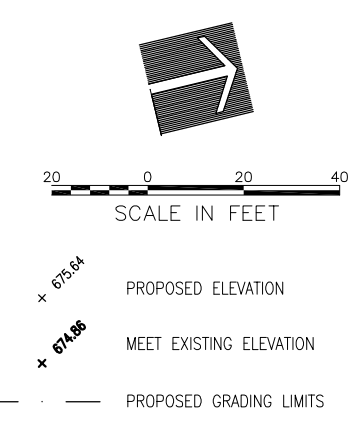 20 0 20 40
SCALE IN FEET
675.64
PROPOSED ELEVATION
674.86
MEET EXISTING ELEVATION
PROPOSED GRADING LIMITS